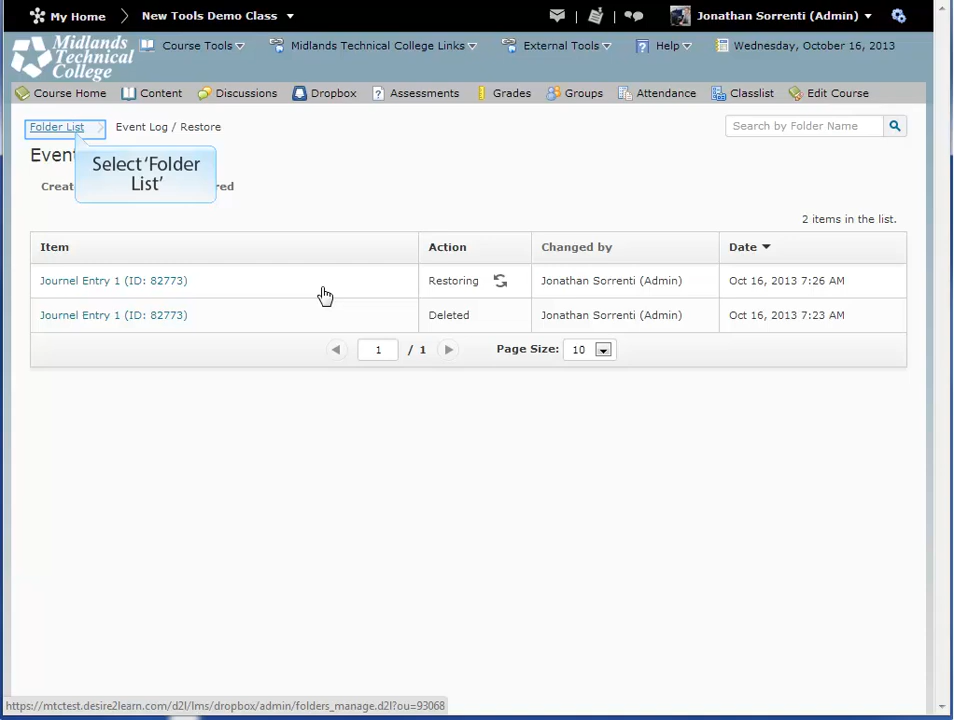 My Home New Tools Demo Class Jonathan Sorrenti (Admin)
Midlands Technical College
Course Tools Midlands Technical College Links External Tools Help Wednesday, October 16, 2013
Course Home Content Discussions Dropbox Assessments Grades Groups Attendance Classlist Edit Course
Folder List Event Log / Restore Search by Folder Name
Even
Select 'Folder
List'
Creat red
2 items in the list.
Item Action Changed by Date
Journel Entry 1 (ID: 82773) Restoring Jonathan Sorrenti (Admin) Oct 16, 2013 7:26 AM
Journel Entry 1 (ID: 82773) Deleted Jonathan Sorrenti (Admin) Oct 16, 2013 7:23 AM
1 / 1 Page Size: 10
https://mtctest.desire2learn.com/d2l/lms/dropbox/admin/folders_manage.d2l?ou=93068